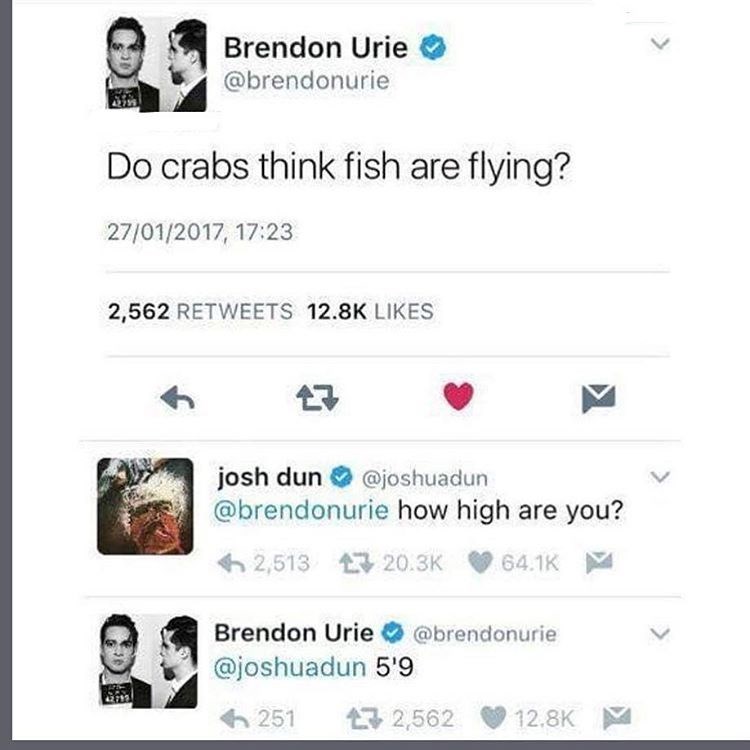 Brendon Urie
@brendonurie
Do crabs think fish are flying?
27/01/2017, 17:23
2,562 RETWEETS 12.8K LIKES
josh dun @joshuadun
@brendonurie how high are you?
2,513 20.3K 64.1K
Brendon Urie @brendonurie
@joshuadun 5'9
251 2,562 12.8K